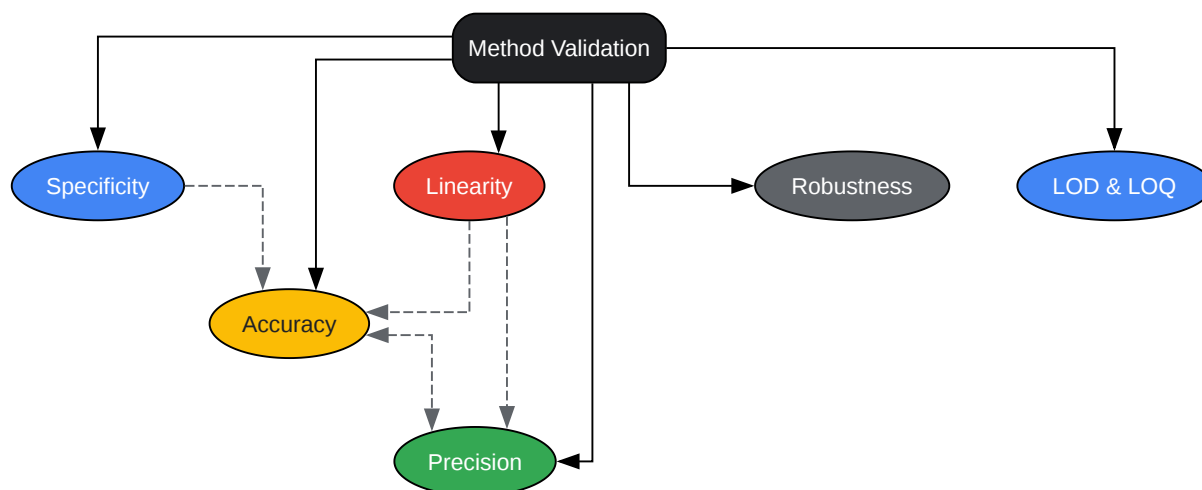 Method Validation
Specificity
Linearity
Robustness
LOD & LOQ
Accuracy
Precision